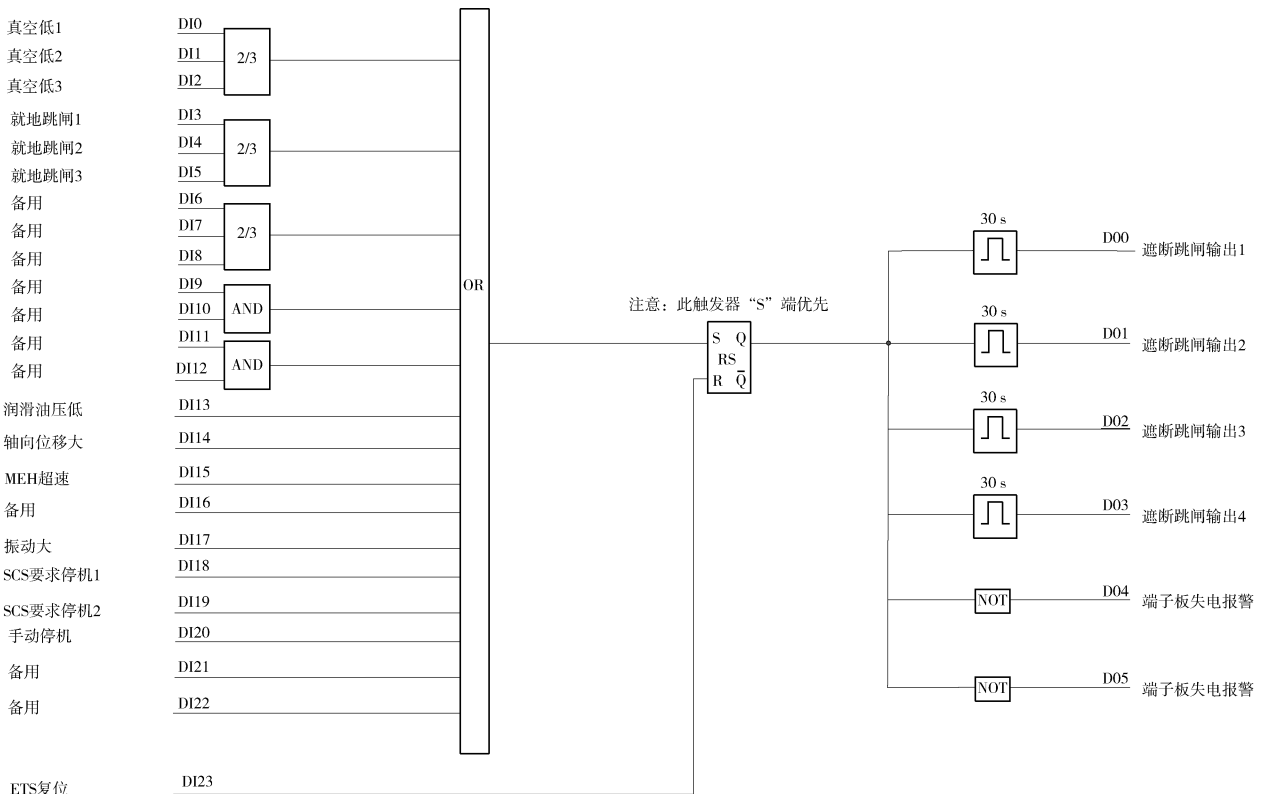 真空低1
DI0
真空低2
DI1
2/3
真空低3
DI2
就地跳闸1
DI3
就地跳闸2
DI4
2/3
就地跳闸3
DI5
备用
DI6
备用
DI7
2/3
备用
DI8
备用
DI9
备用
DI10
AND
备用
DI11
备用
DI12
AND
润滑油压低
DI13
轴向位移大
DI14
MEH超速
DI15
备用
DI16
振动大
DI17
SCS要求停机1
DI18
SCS要求停机2
DI19
手动停机
DI20
备用
DI21
备用
DI22
ETS复位
DI23
OR
注意：此触发器“S”端优先
S Q
RS
R Q̅
30 s
D00
遮断跳闸输出1
30 s
D01
遮断跳闸输出2
30 s
D02
遮断跳闸输出3
30 s
D03
遮断跳闸输出4
NOT
D04
端子板失电报警
NOT
D05
端子板失电报警